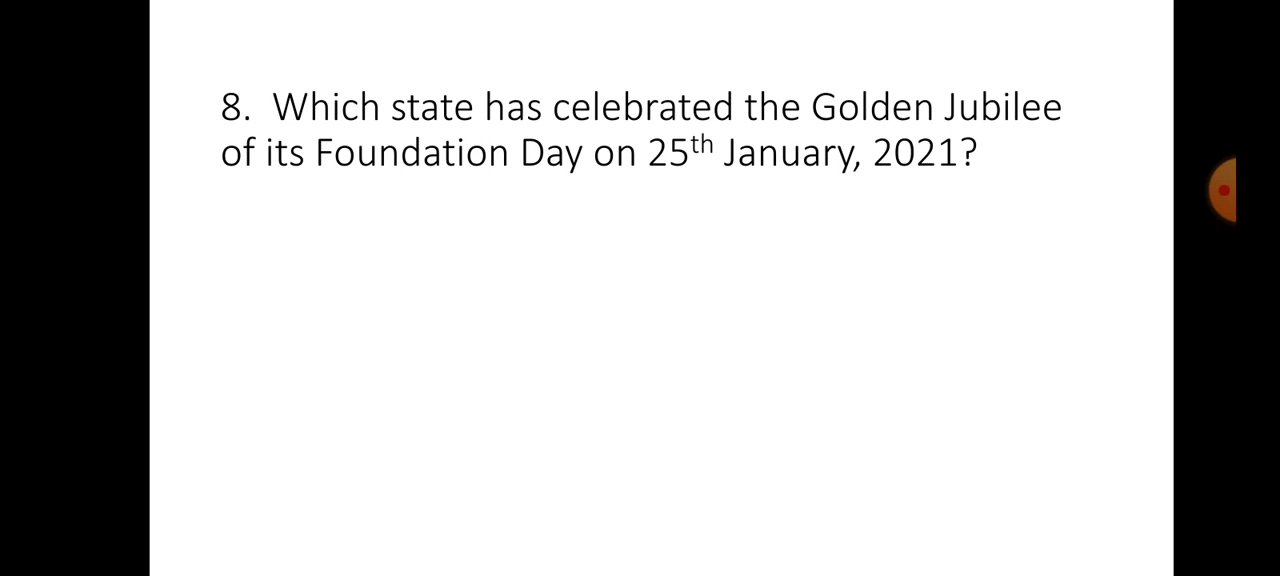 8. Which state has celebrated the Golden Jubilee
of its Foundation Day on 25th January, 2021?